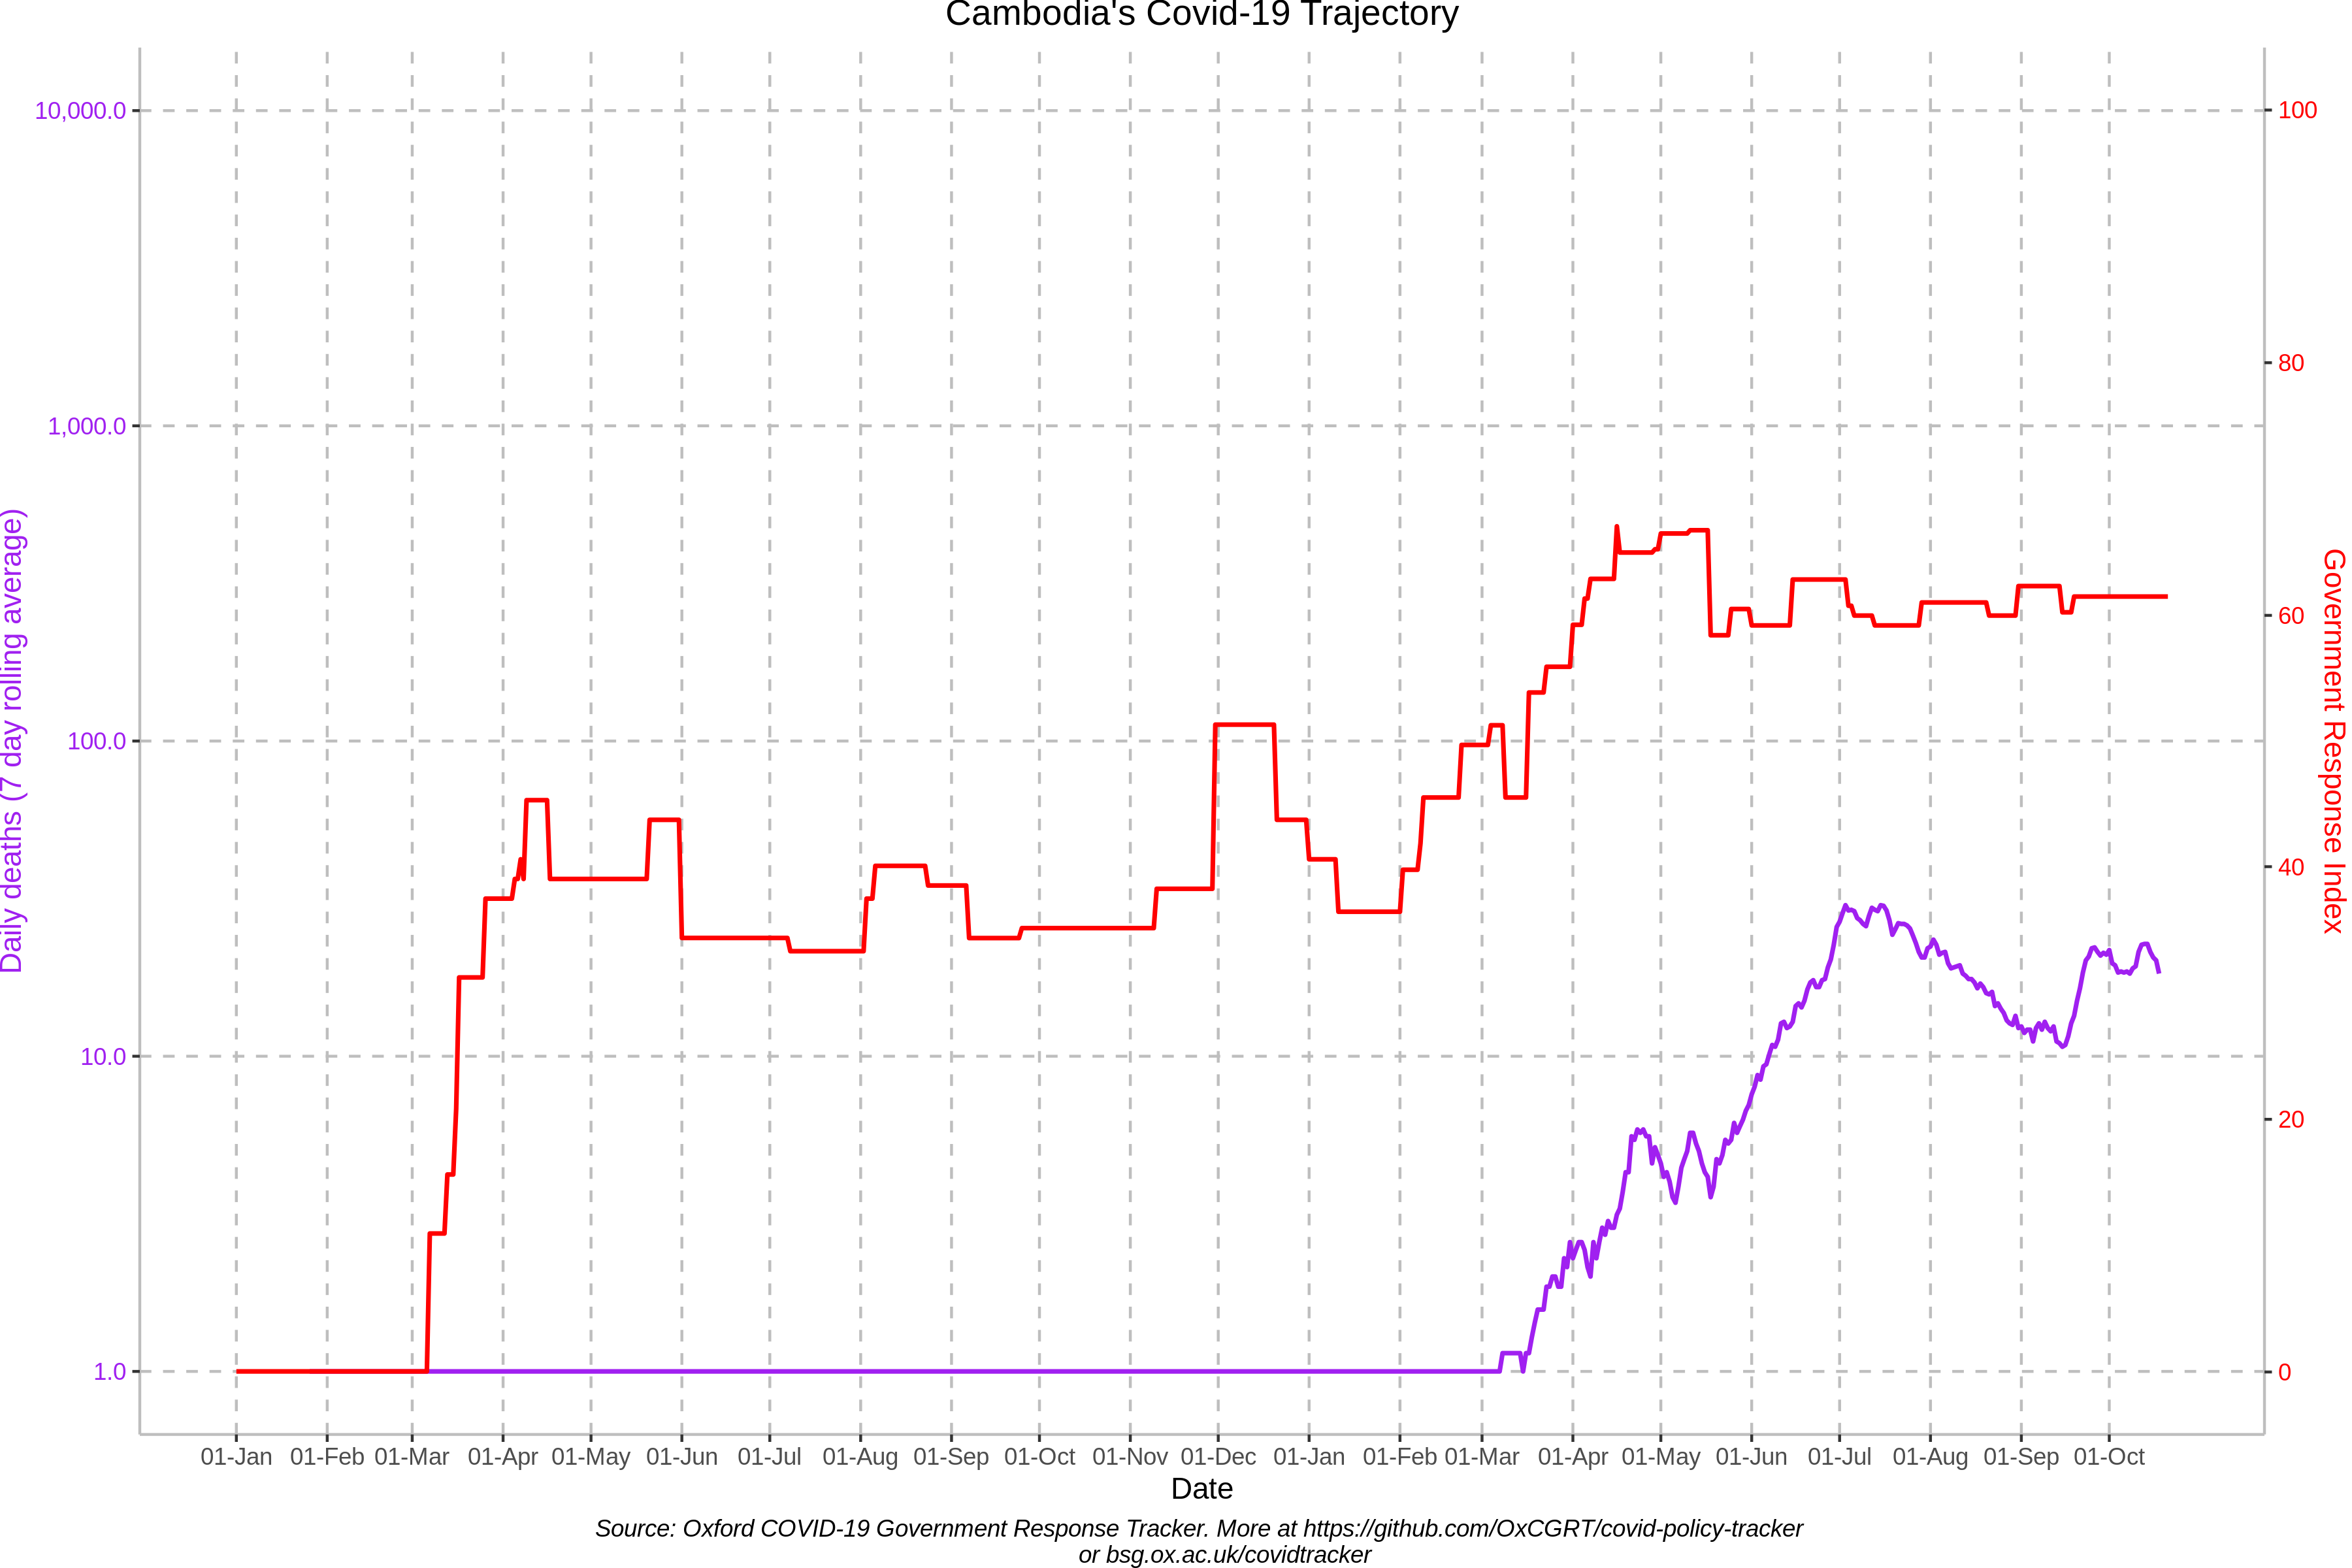 Cambodia's Covid-19 Trajectory
10,000.0
1,000.0
100.0
10.0
1.0
Daily deaths (7 day rolling average)
100
80
60
40
20
0
Government Response Index
01-Jan 01-Feb 01-Mar 01-Apr 01-May 01-Jun 01-Jul 01-Aug 01-Sep 01-Oct 01-Nov 01-Dec 01-Jan 01-Feb 01-Mar 01-Apr 01-May 01-Jun 01-Jul 01-Aug 01-Sep 01-Oct
Date
Source: Oxford COVID-19 Government Response Tracker. More at https://github.com/OxCGRT/covid-policy-tracker
or bsg.ox.ac.uk/covidtracker